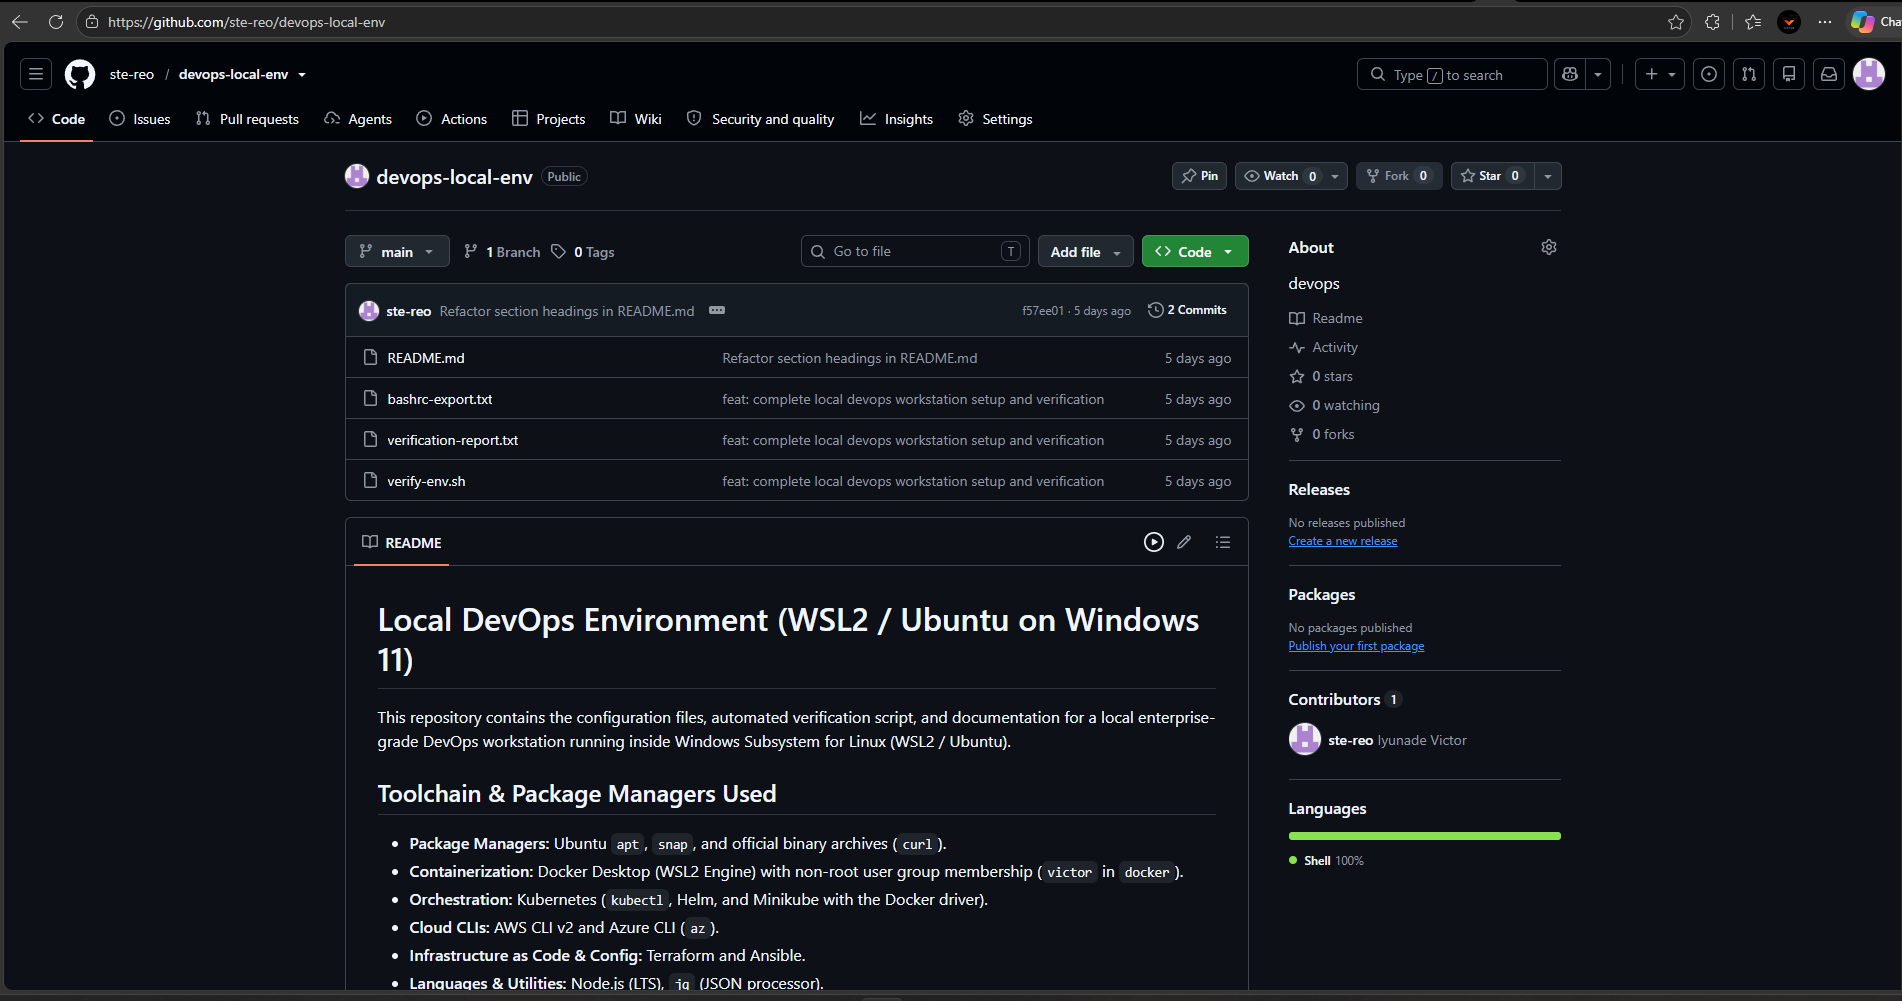 https://github.com/ste-reo/devops-local-env
Cha
ste-reo / devops-local-env
Type / to search
Code Issues Pull requests Agents Actions Projects Wiki Security and quality Insights Settings
devops-local-env Public
Pin Watch 0 Fork 0 Star 0
main 1 Branch 0 Tags Go to file T Add file Code
ste-reo Refactor section headings in README.md f57ee01 · 5 days ago 2 Commits
README.md Refactor section headings in README.md 5 days ago
bashrc-export.txt feat: complete local devops workstation setup and verification 5 days ago
verification-report.txt feat: complete local devops workstation setup and verification 5 days ago
verify-env.sh feat: complete local devops workstation setup and verification 5 days ago
README
Local DevOps Environment (WSL2 / Ubuntu on Windows
11)
This repository contains the configuration files, automated verification script, and documentation for a local enterprise-
grade DevOps workstation running inside Windows Subsystem for Linux (WSL2 / Ubuntu).
Toolchain & Package Managers Used
• Package Managers: Ubuntu apt, snap, and official binary archives (curl).
• Containerization: Docker Desktop (WSL2 Engine) with non-root user group membership (victor in docker).
• Orchestration: Kubernetes (kubectl, Helm, and Minikube with the Docker driver).
• Cloud CLIs: AWS CLI v2 and Azure CLI (az).
• Infrastructure as Code & Config: Terraform and Ansible.
• Languages & Utilities: Node.js (LTS), jq (JSON processor).
About
devops
Readme
Activity
0 stars
0 watching
0 forks
Releases
No releases published
Create a new release
Packages
No packages published
Publish your first package
Contributors 1
ste-reo Iyunade Victor
Languages
Shell 100%